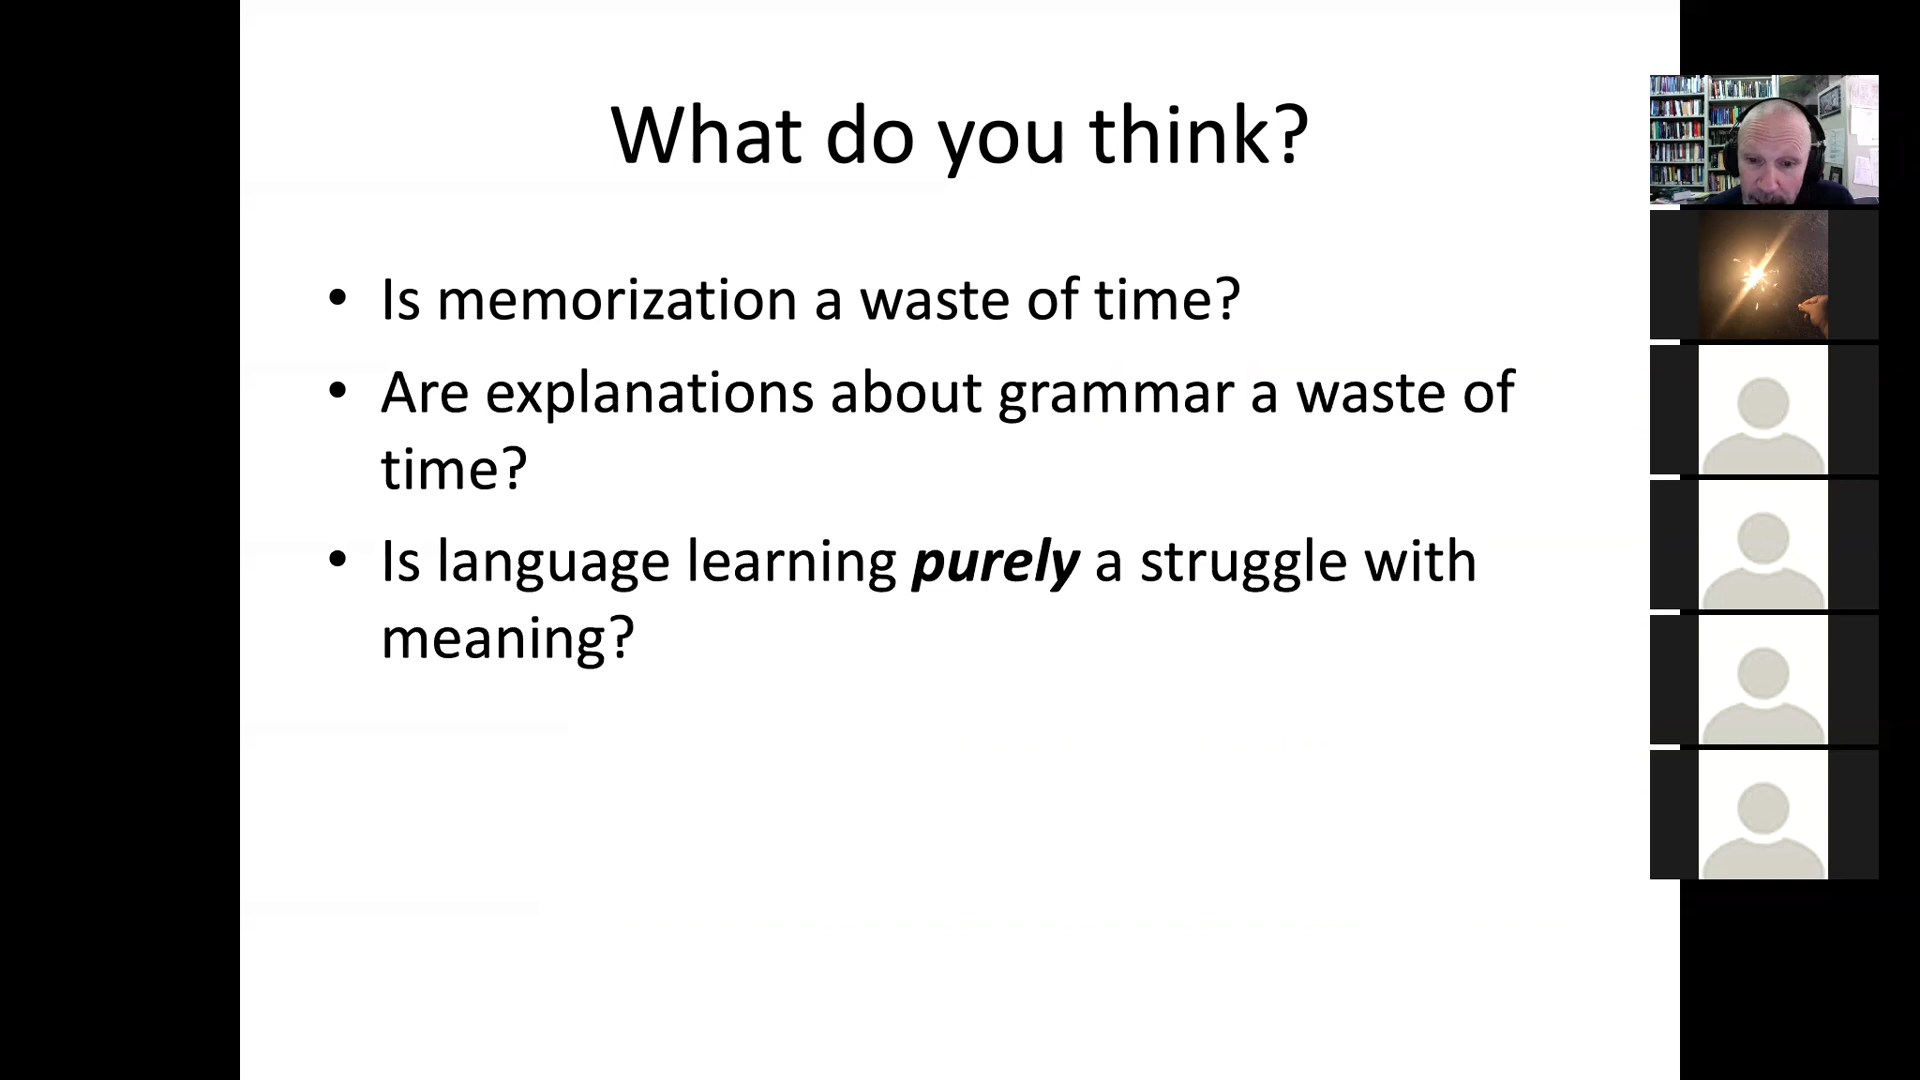 What do you think?
• Is memorization a waste of time?
• Are explanations about grammar a waste of
time?
• Is language learning purely a struggle with
meaning?